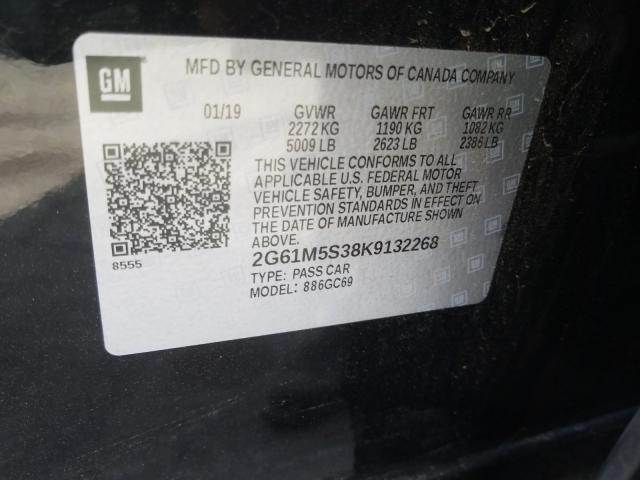 GM
MFD BY GENERAL MOTORS OF CANADA COMPANY
01/19 GVWR GAWR FRT GAWR RR
2272 KG 1190 KG 1082 KG
5009 LB 2623 LB 2386 LB
THIS VEHICLE CONFORMS TO ALL
APPLICABLE U.S. FEDERAL MOTOR
VEHICLE SAFETY, BUMPER, AND THEFT
PREVENTION STANDARDS IN EFFECT ON
THE DATE OF MANUFACTURE SHOWN
ABOVE.
8555
2G61M5S38K9132268
TYPE: PASS CAR
MODEL: 886GC69